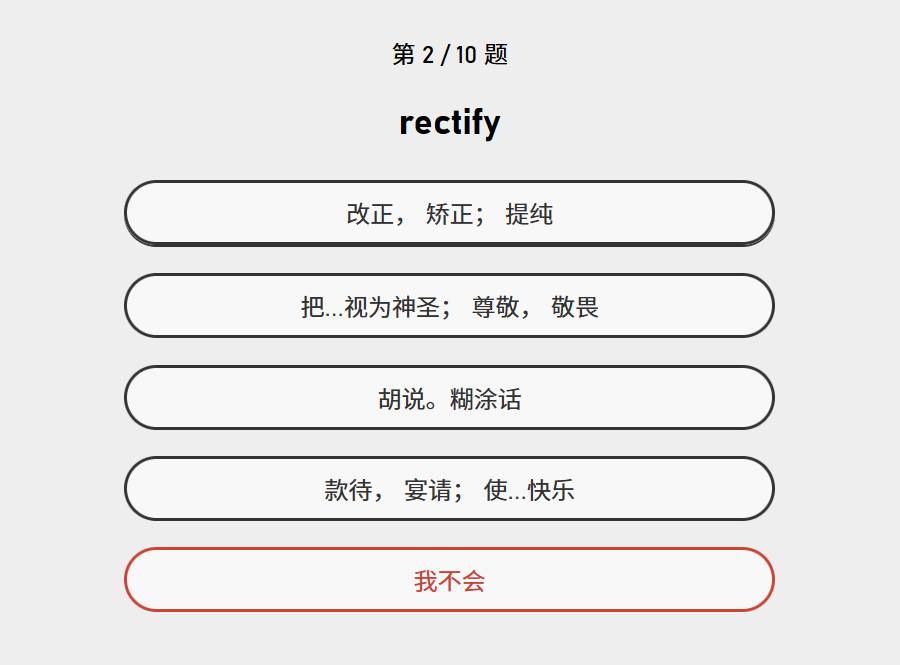 第 2 / 10 题
rectify
改正， 矫正； 提纯
把...视为神圣； 尊敬， 敬畏
胡说。糊涂话
款待， 宴请； 使...快乐
我不会